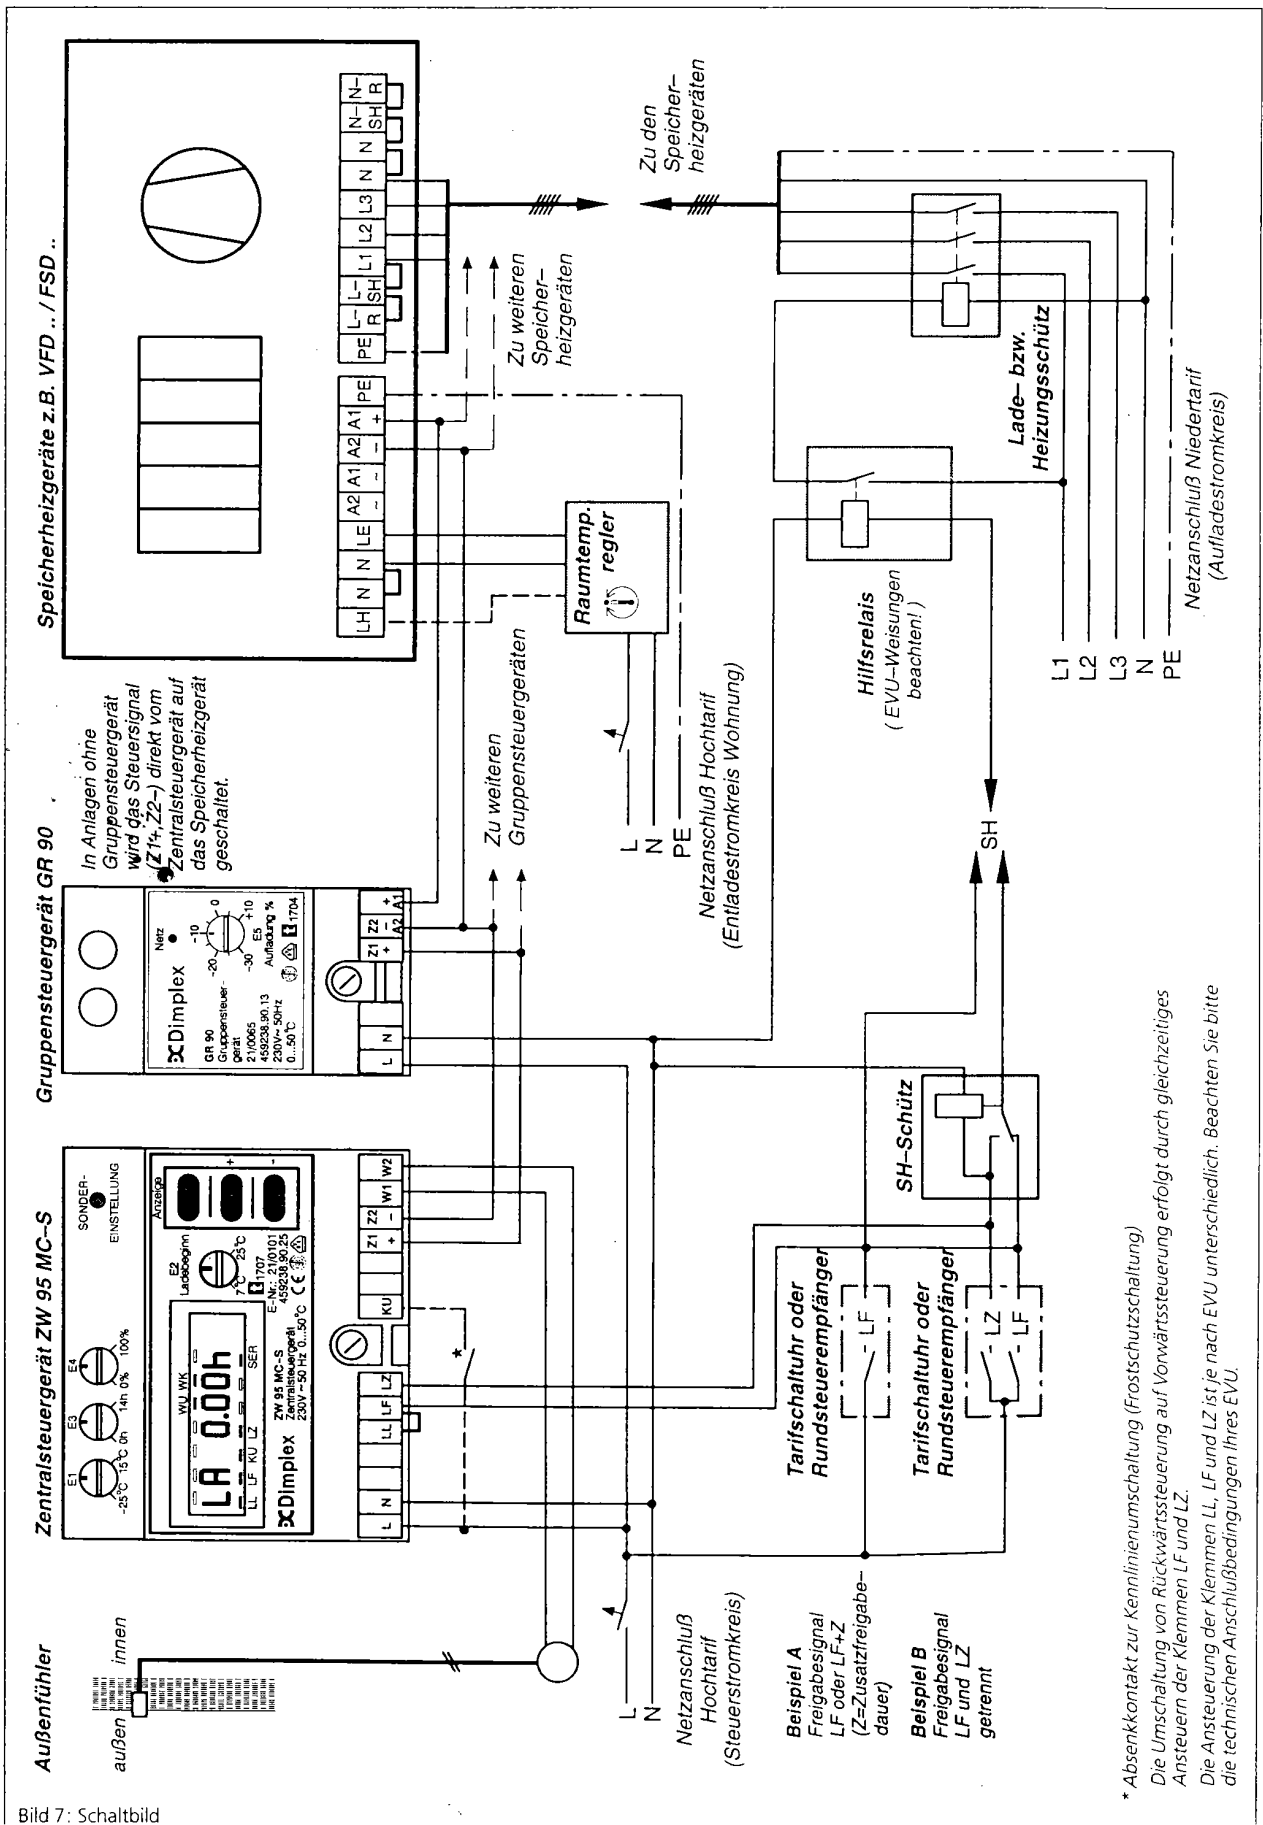 Außenfühler
außen
innen
Zentralsteuergerät ZW 95 MC–S
E1
E3
E4
-25°C 15°C
0h 14h
0% 100%
SONDER-
EINSTELLUNG
WU WK
LA 0.00h
LL LF KU LZ SER
E2
Ladebeginn
7°C 25°C
Anzeige
+
-
Dimplex
ZW 95 MC-S
Zentralsteuergerät
230V ~ 50 Hz 0...50°C
1707
E-Nr.: 21/0101
459238.90.25
CE
L
N
LL
LF
LZ
KU
Z1
+
Z2
-
W1
W2
*
Gruppensteuergerät GR 90
Dimplex
GR 90
Gruppensteuer-
gerät
21/0065
459238.90.13
230V~ 50Hz
0...50°C
Netz
-30
-20
-10
0
+10
E5
Aufladung %
1704
L
N
Z1
+
Z2
-
A2
+
A1
In Anlagen ohne
Gruppensteuergerät
wird das Steuersignal
(Z1+,Z2–) direkt vom
Zentralsteuergerät auf
das Speicherheizgerät
geschaltet.
Speicherheizgeräte z.B. VFD .. / FSD ..
LH
N
N
LE
A2
~
A1
~
A2
-
A1
+
PE
PE
L–
R
L–
SH
L1
L2
L3
N
N
N–
SH
N–
R
Zu weiteren
Gruppensteuergeräten
Zu weiteren
Speicher–
heizgeräten
Zu den
Speicher–
heizgeräten
Raumtemp.
regler
L
N
PE
Netzanschluß Hochtarif
(Entladestromkreis Wohnung)
Hilfsrelais
( EVU–Weisungen
beachten! )
Lade– bzw.
Heizungsschütz
L1
L2
L3
N
PE
Netzanschluß Niedertarif
(Aufladestromkreis)
SH
SH–Schütz
L
N
Netzanschluß
Hochtarif
(Steuerstromkreis)
Tarifschaltuhr oder
Rundsteuerempfänger
LF
Tarifschaltuhr oder
Rundsteuerempfänger
LZ
LF
Beispiel A
Freigabesignal
LF oder LF+Z
(Z=Zusatzfreigabe–
dauer)
Beispiel B
Freigabesignal
LF und LZ
getrennt
* Absenkkontakt zur Kennlinienumschaltung (Frostschutzschaltung)
Die Umschaltung von Rückwärtssteuerung auf Vorwärtssteuerung erfolgt durch gleichzeitiges
Ansteuern der Klemmen LF und LZ.
Die Ansteuerung der Klemmen LL, LF und LZ ist je nach EVU unterschiedlich. Beachten Sie bitte
die technischen Anschlußbedingungen Ihres EVU.
Bild 7: Schaltbild